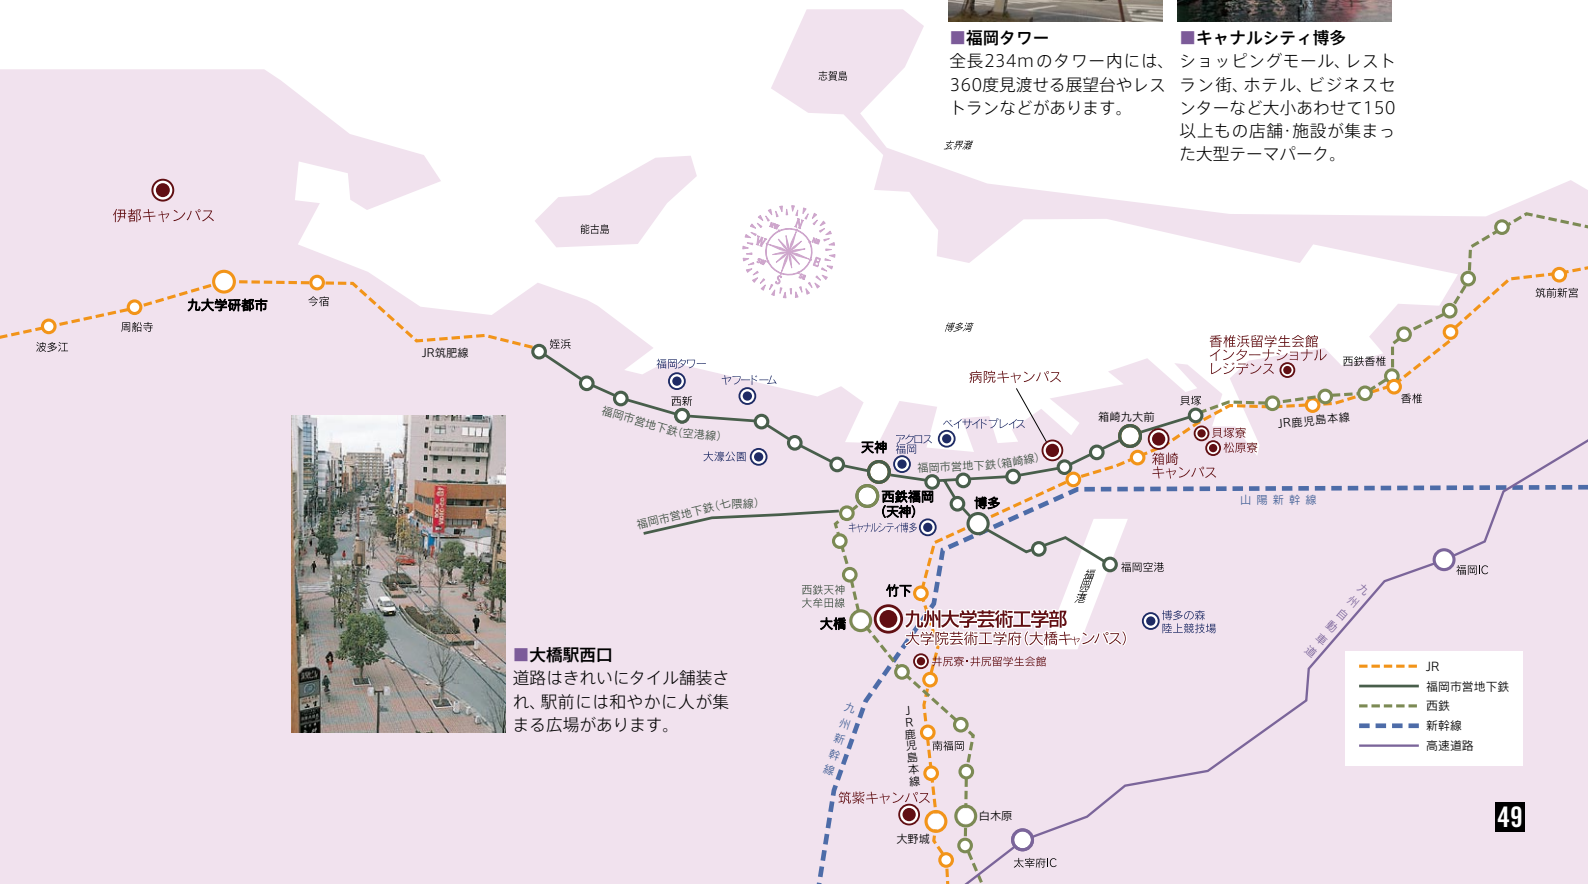 ■福岡タワー
全長234mのタワー内には、
360度見渡せる展望台やレス
トランなどがあります。
■キャナルシティ博多
ショッピングモール、レスト
ラン街、ホテル、ビジネスセ
ンターなど大小あわせて150
以上もの店舗・施設が集まっ
た大型テーマパーク。
志賀島
玄界灘
伊都キャンパス
能古島
N
E
S
W
九大学研都市
今宿
周船寺
波多江
JR筑肥線
姪浜
博多湾
筑前新宮
福岡タワー
ヤフードーム
西新
福岡市営地下鉄(空港線)
大濠公園
病院キャンパス
香椎浜留学生会館
インターナショナル
レジデンス
西鉄香椎
香椎
貝塚
JR鹿児島本線
箱崎九大前
貝塚寮
松原寮
箱崎
キャンパス
ベイサイドプレイス
アクロス
福岡
天神
福岡市営地下鉄(箱崎線)
西鉄福岡
(天神)
博多
山陽新幹線
福岡市営地下鉄(七隈線)
キャナルシティ博多
福岡空港
福岡空港
福岡IC
九州自動車道
西鉄天神
大牟田線
竹下
大橋
九州大学芸術工学部
大学院芸術工学府(大橋キャンパス)
博多の森
陸上競技場
井尻寮・井尻留学生会館
■大橋駅西口
道路はきれいにタイル舗装さ
れ、駅前には和やかに人が集
まる広場があります。
九州新幹線
JR鹿児島本線
南福岡
筑紫キャンパス
大野城
白木原
太宰府IC
JR
福岡市営地下鉄
西鉄
新幹線
高速道路
49